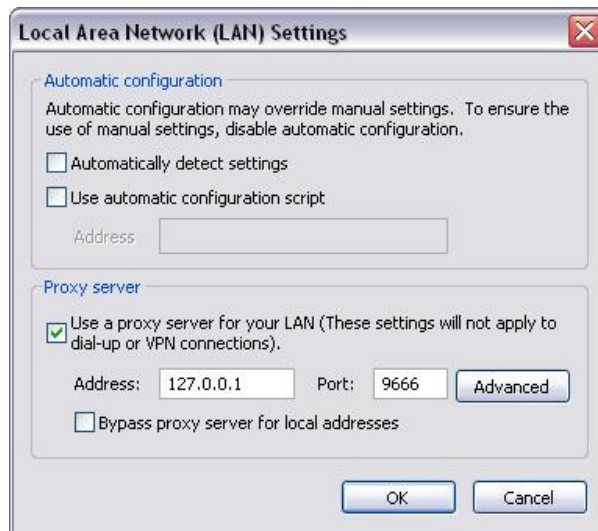 Local Area Network (LAN) Settings
Automatic configuration
Automatic configuration may override manual settings. To ensure the
use of manual settings, disable automatic configuration.
Automatically detect settings
Use automatic configuration script
Address
Proxy server
Use a proxy server for your LAN (These settings will not apply to
dial-up or VPN connections).
Address: 127.0.0.1 Port: 9666 Advanced
Bypass proxy server for local addresses
OK Cancel